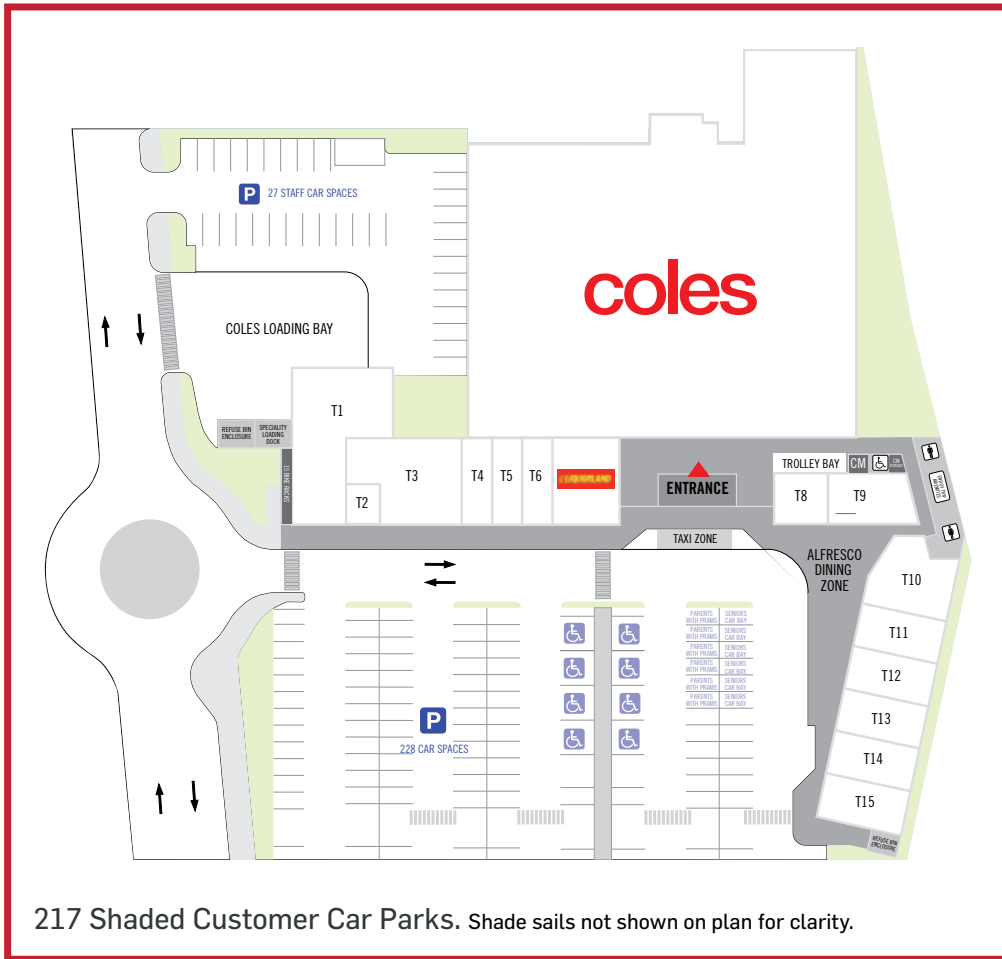 P 27 STAFF CAR SPACES
coles
COLES LOADING BAY
T1
REFUSE BIN
ENCLOSURE
SPECIALITY
LOADING
DOCK
15 BIKE RACKS
T3
T2
T4
T5
T6
LIQUORLAND
ENTRANCE
TROLLEY BAY
CM
CM
T8
T9
TAXI ZONE
ALFRESCO
DINING
ZONE
T10
T11
T12
T13
T14
T15
REFUSE BIN
ENCLOSURE
PARENTS
WITH PRAMS
SENIORS
CAR BAY
PARENTS
WITH PRAMS
SENIORS
CAR BAY
PARENTS
WITH PRAMS
SENIORS
CAR BAY
PARENTS
WITH PRAMS
SENIORS
CAR BAY
PARENTS
WITH PRAMS
SENIORS
CAR BAY
PARENTS
WITH PRAMS
SENIORS
CAR BAY
P
228 CAR SPACES
217 Shaded Customer Car Parks. Shade sails not shown on plan for clarity.